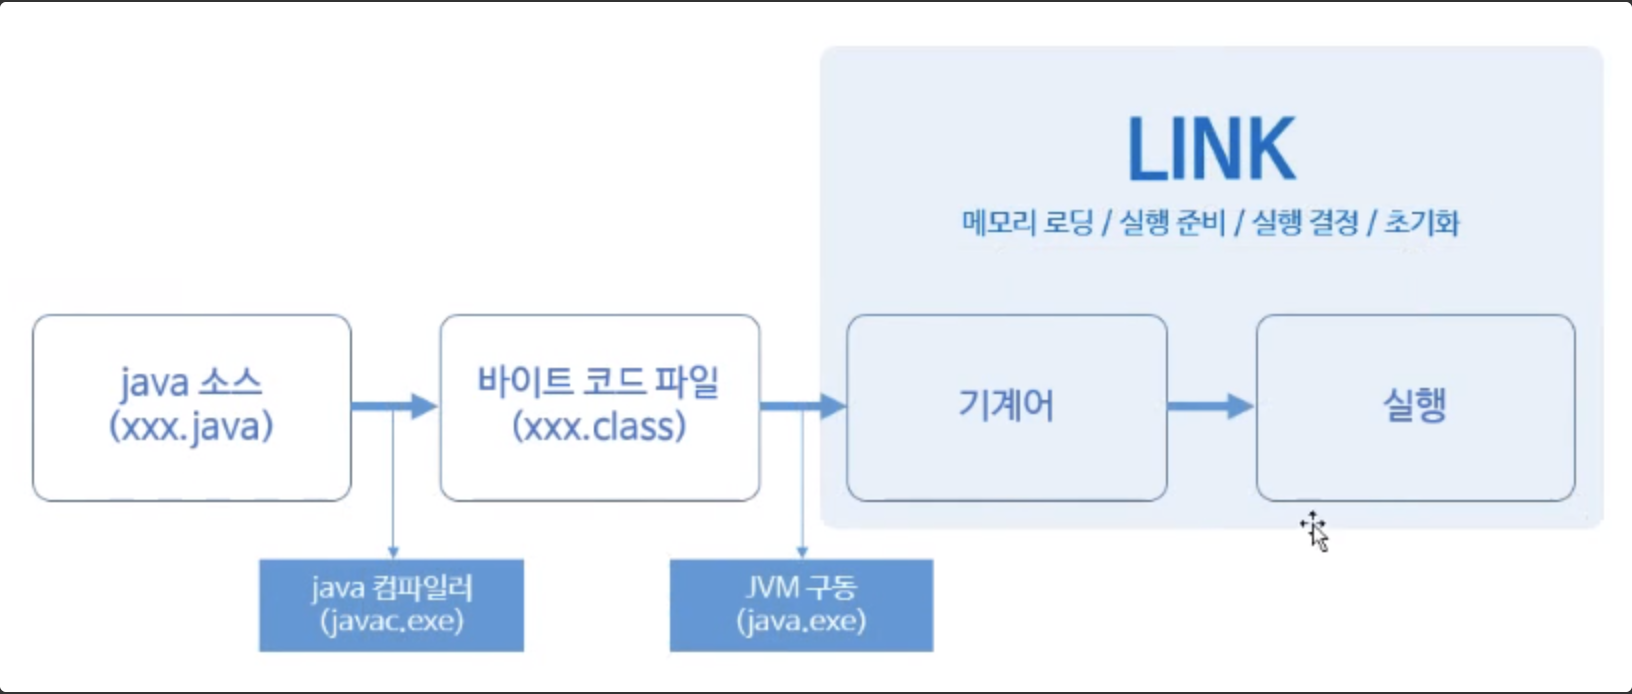 LINK
메모리 로딩 / 실행 준비 / 실행 결정 / 초기화
java 소스
(xxx.java)
바이트 코드 파일
(xxx.class)
기계어
실행
java 컴파일러
(javac.exe)
JVM 구동
(java.exe)